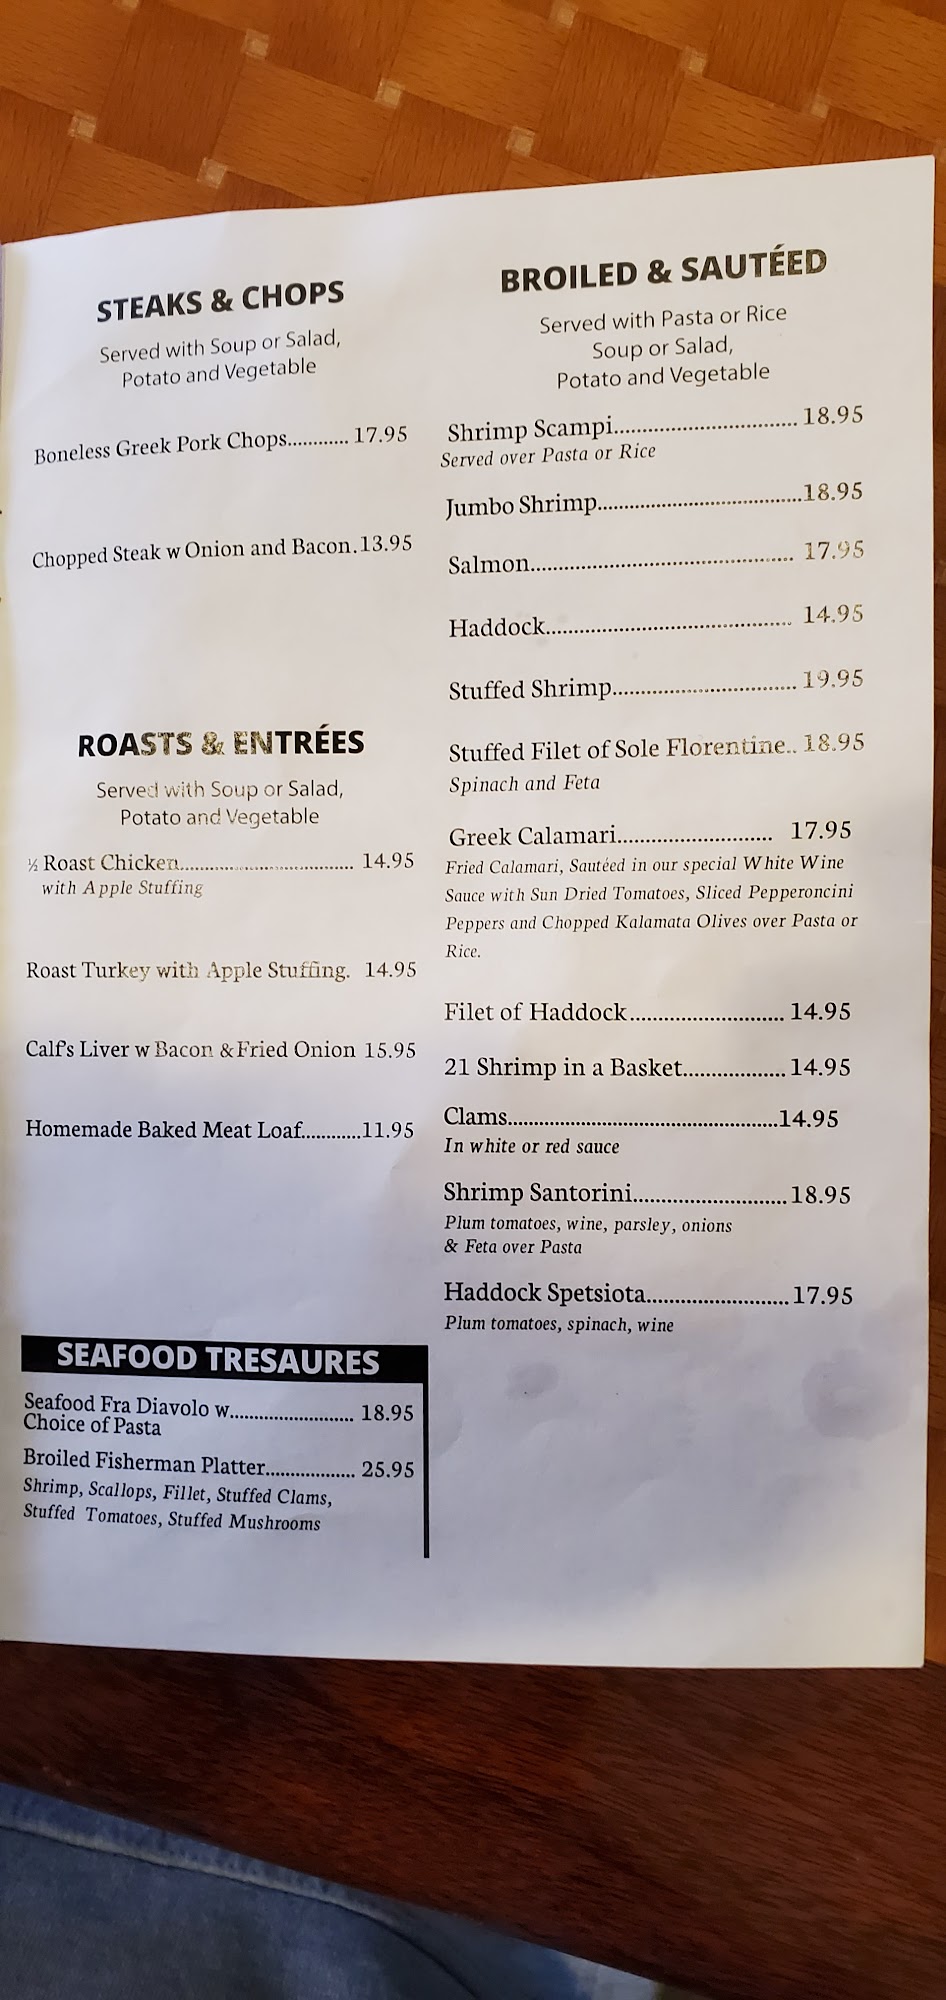 STEAKS & CHOPS
Served with Soup or Salad,
Potato and Vegetable
Boneless Greek Pork Chops............ 17.95
Chopped Steak w Onion and Bacon.13.95
ROASTS & ENTRÉES
Served with Soup or Salad,
Potato and Vegetable
½ Roast Chicken................................ 14.95
with Apple Stuffing
Roast Turkey with Apple Stuffing. 14.95
Calf's Liver w Bacon & Fried Onion 15.95
Homemade Baked Meat Loaf............11.95
SEAFOOD TRESAURES
Seafood Fra Diavolo w......................... 18.95
Choice of Pasta
Broiled Fisherman Platter.................. 25.95
Shrimp, Scallops, Fillet, Stuffed Clams,
Stuffed Tomatoes, Stuffed Mushrooms
BROILED & SAUTÉED
Served with Pasta or Rice
Soup or Salad,
Potato and Vegetable
Shrimp Scampi................................ 18.95
Served over Pasta or Rice
Jumbo Shrimp....................................18.95
Salmon.............................................. 17.95
Haddock........................................... 14.95
Stuffed Shrimp................................ 19.95
Stuffed Filet of Sole Florentine.. 18.95
Spinach and Feta
Greek Calamari........................... 17.95
Fried Calamari, Sautéed in our special White Wine
Sauce with Sun Dried Tomatoes, Sliced Pepperoncini
Peppers and Chopped Kalamata Olives over Pasta or
Rice.
Filet of Haddock.......................... 14.95
21 Shrimp in a Basket.................. 14.95
Clams................................................14.95
In white or red sauce
Shrimp Santorini...........................18.95
Plum tomatoes, wine, parsley, onions
& Feta over Pasta
Haddock Spetsiota.........................17.95
Plum tomatoes, spinach, wine